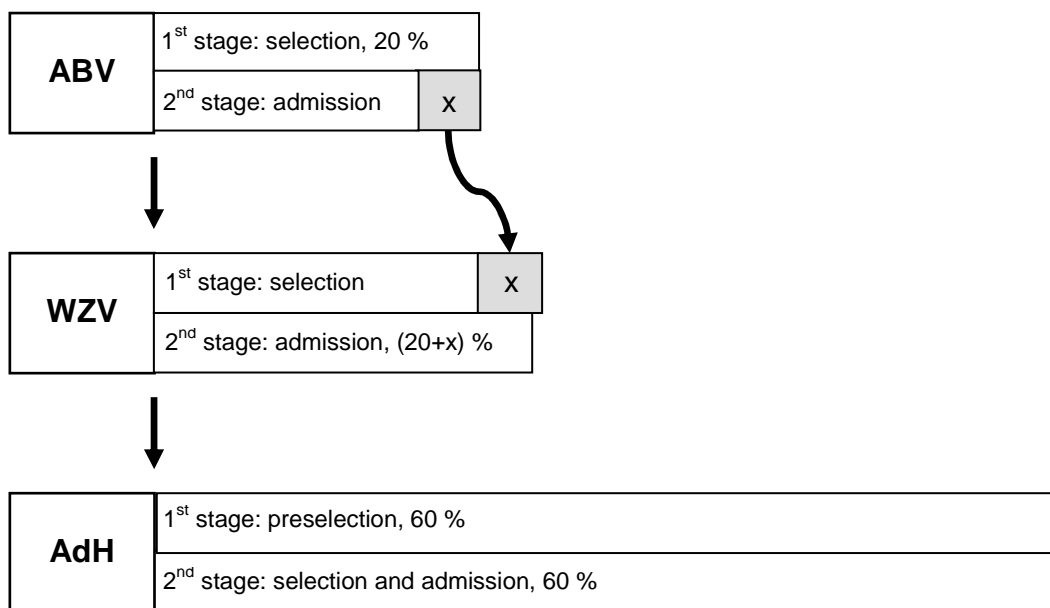 ABV
1st stage: selection, 20 %
2nd stage: admission
x
WZV
1st stage: selection
x
2nd stage: admission, (20+x) %
AdH
1st stage: preselection, 60 %
2nd stage: selection and admission, 60 %